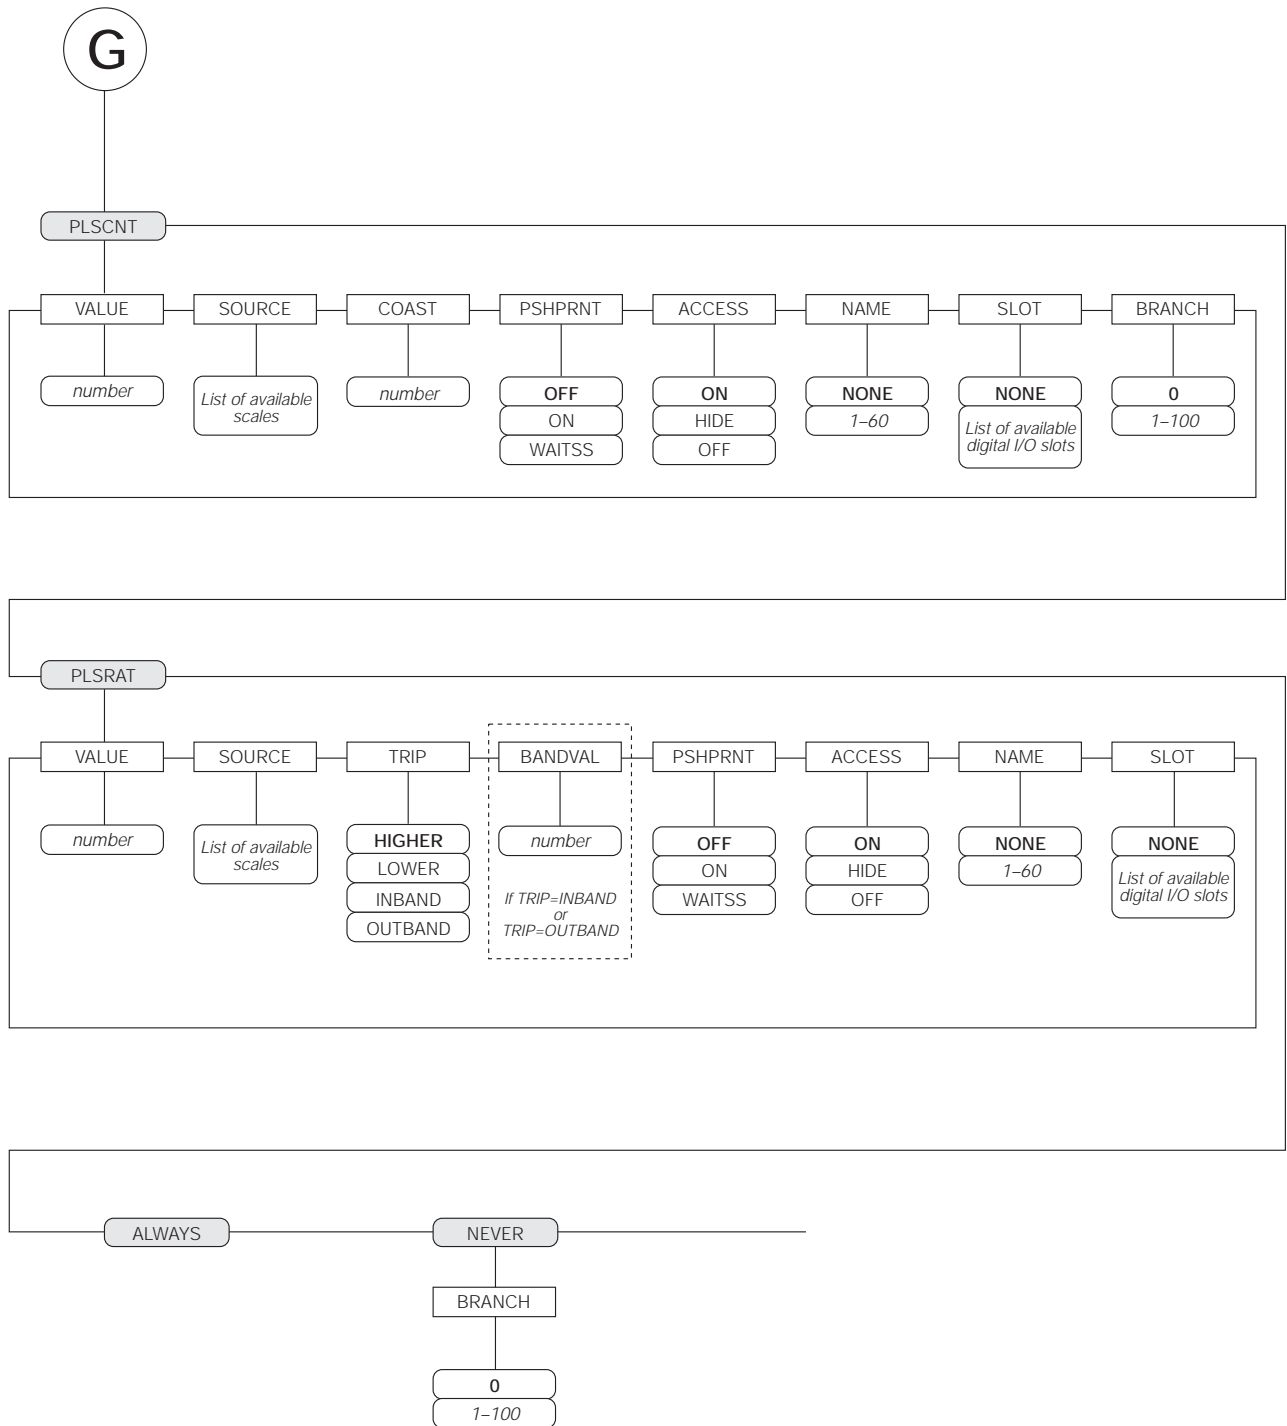 G
PLSCNT
VALUE SOURCE COAST PSHPRNT ACCESS NAME SLOT BRANCH
number
List of available
scales
number
OFF
ON
WAITSS
ON
HIDE
OFF
NONE
1–60
NONE
List of available
digital I/O slots
0
1–100
PLSRAT
VALUE SOURCE TRIP BANDVAL PSHPRNT ACCESS NAME SLOT
number
List of available
scales
HIGHER
LOWER
INBAND
OUTBAND
number
If TRIP=INBAND
or
TRIP=OUTBAND
OFF
ON
WAITSS
ON
HIDE
OFF
NONE
1–60
NONE
List of available
digital I/O slots
ALWAYS NEVER
BRANCH
0
1–100